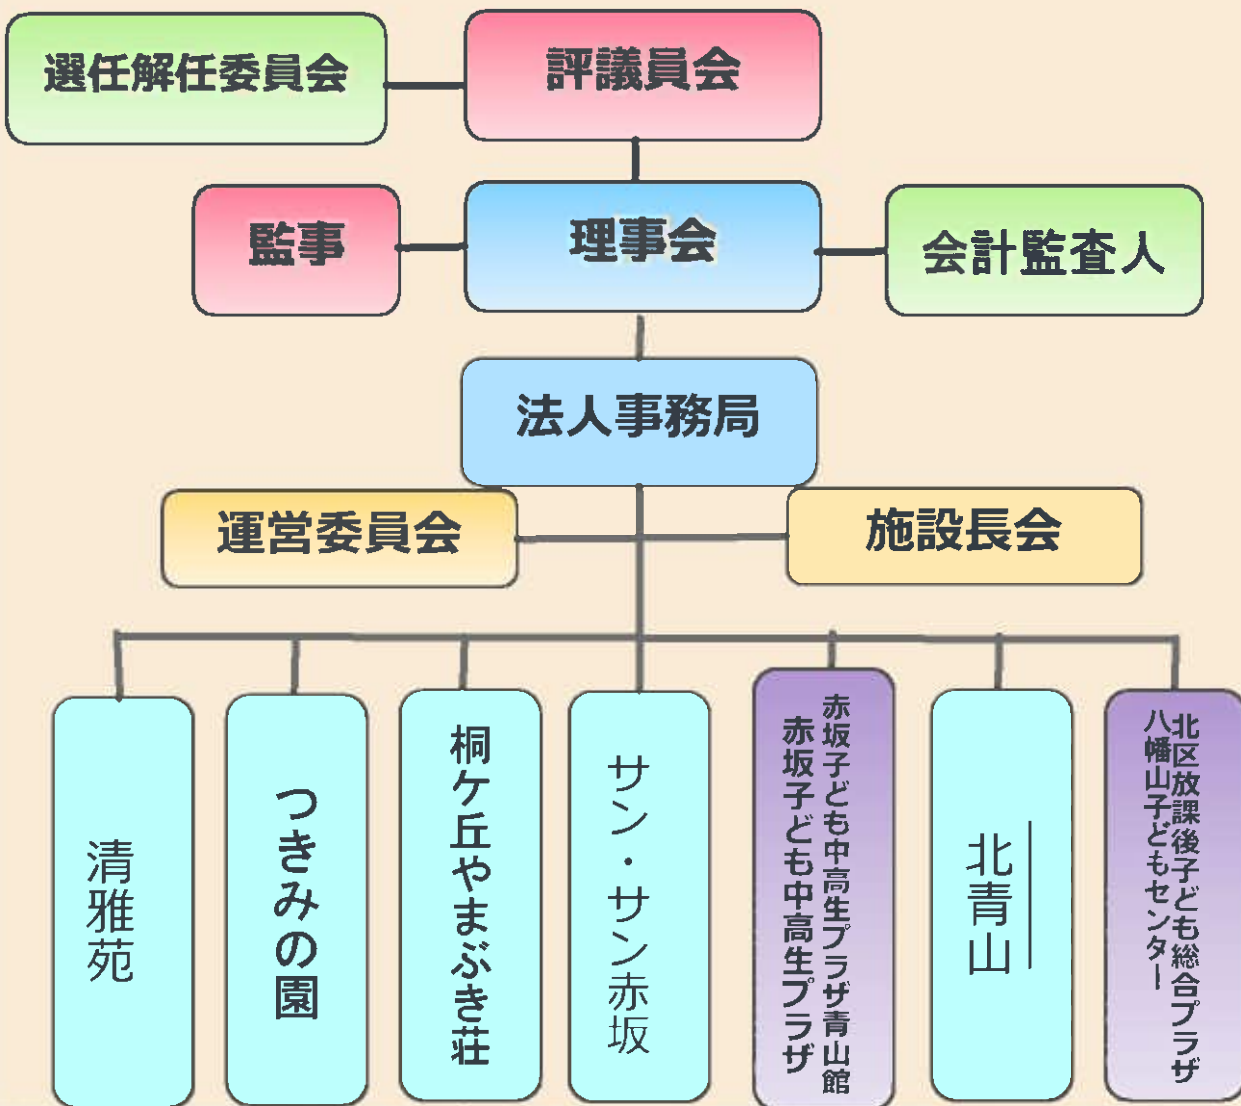 選任解任委員会
評議員会
監事
理事会
会計監査人
法人事務局
運営委員会
施設長会
清雅苑
つきみの園
桐ケ丘やまぶき荘
サン・サン赤坂
赤坂子ども中高生プラザ青山館
赤坂子ども中高生プラザ
北青山
北区放課後子ども総合プラザ
八幡山子どもセンター